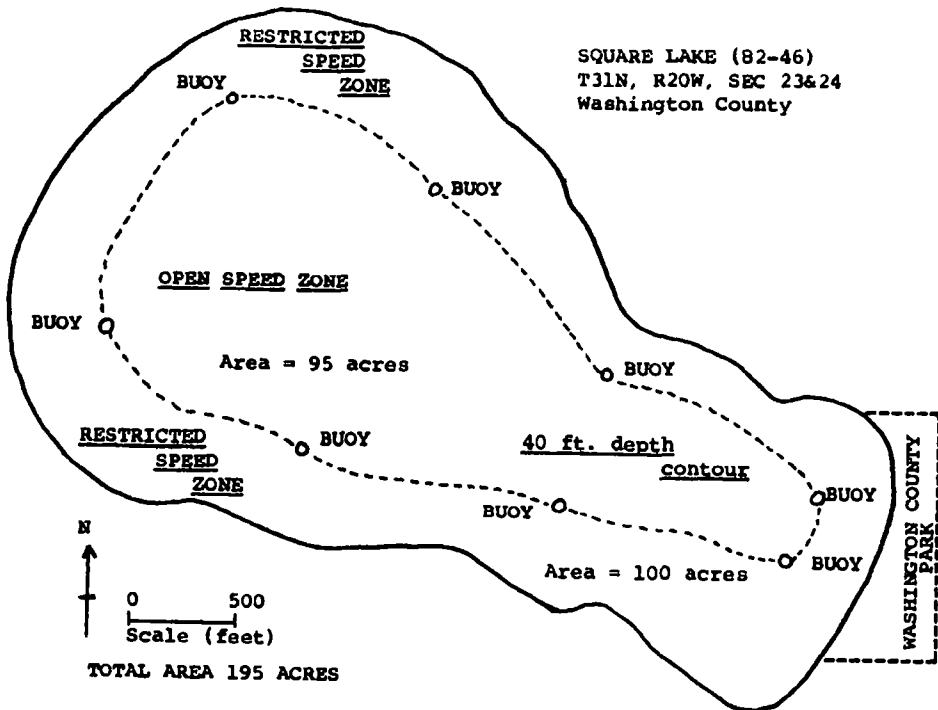 RESTRICTED
SPEED
ZONE
SQUARE LAKE (82-46)
T31N, R20W, SEC 23&24
Washington County
BUOY
BUOY
OPEN SPEED ZONE
BUOY
Area = 95 acres
BUOY
RESTRICTED
SPEED
ZONE
BUOY
40 ft. depth
contour
BUOY
BUOY
BUOY
Area = 100 acres
WASHINGTON COUNTY
PARK
N
0 500
Scale (feet)
TOTAL AREA 195 ACRES